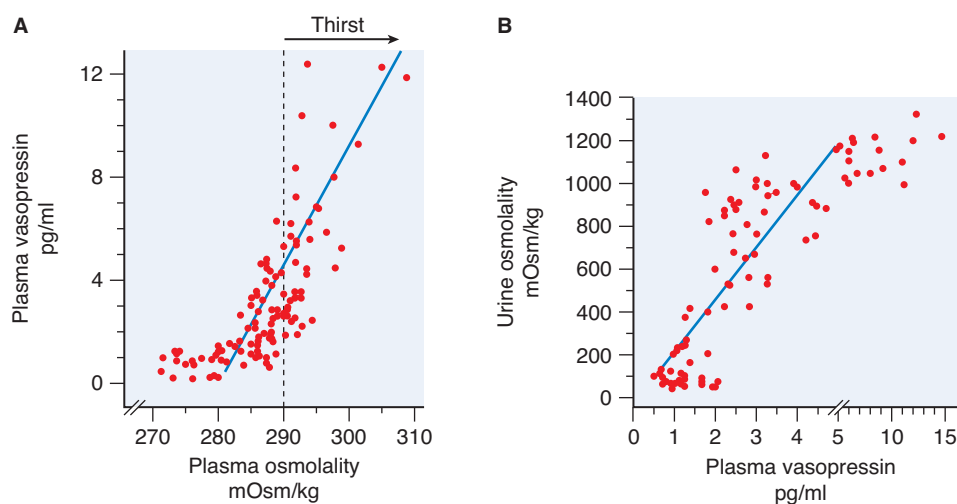 A
Thirst
Plasma vasopressin
pg/ml
12
8
4
0
270 280 290 300 310
Plasma osmolality
mOsm/kg
B
Urine osmolality
mOsm/kg
1400
1200
1000
800
600
400
200
0
0 1 2 3 4 5 10 15
Plasma vasopressin
pg/ml